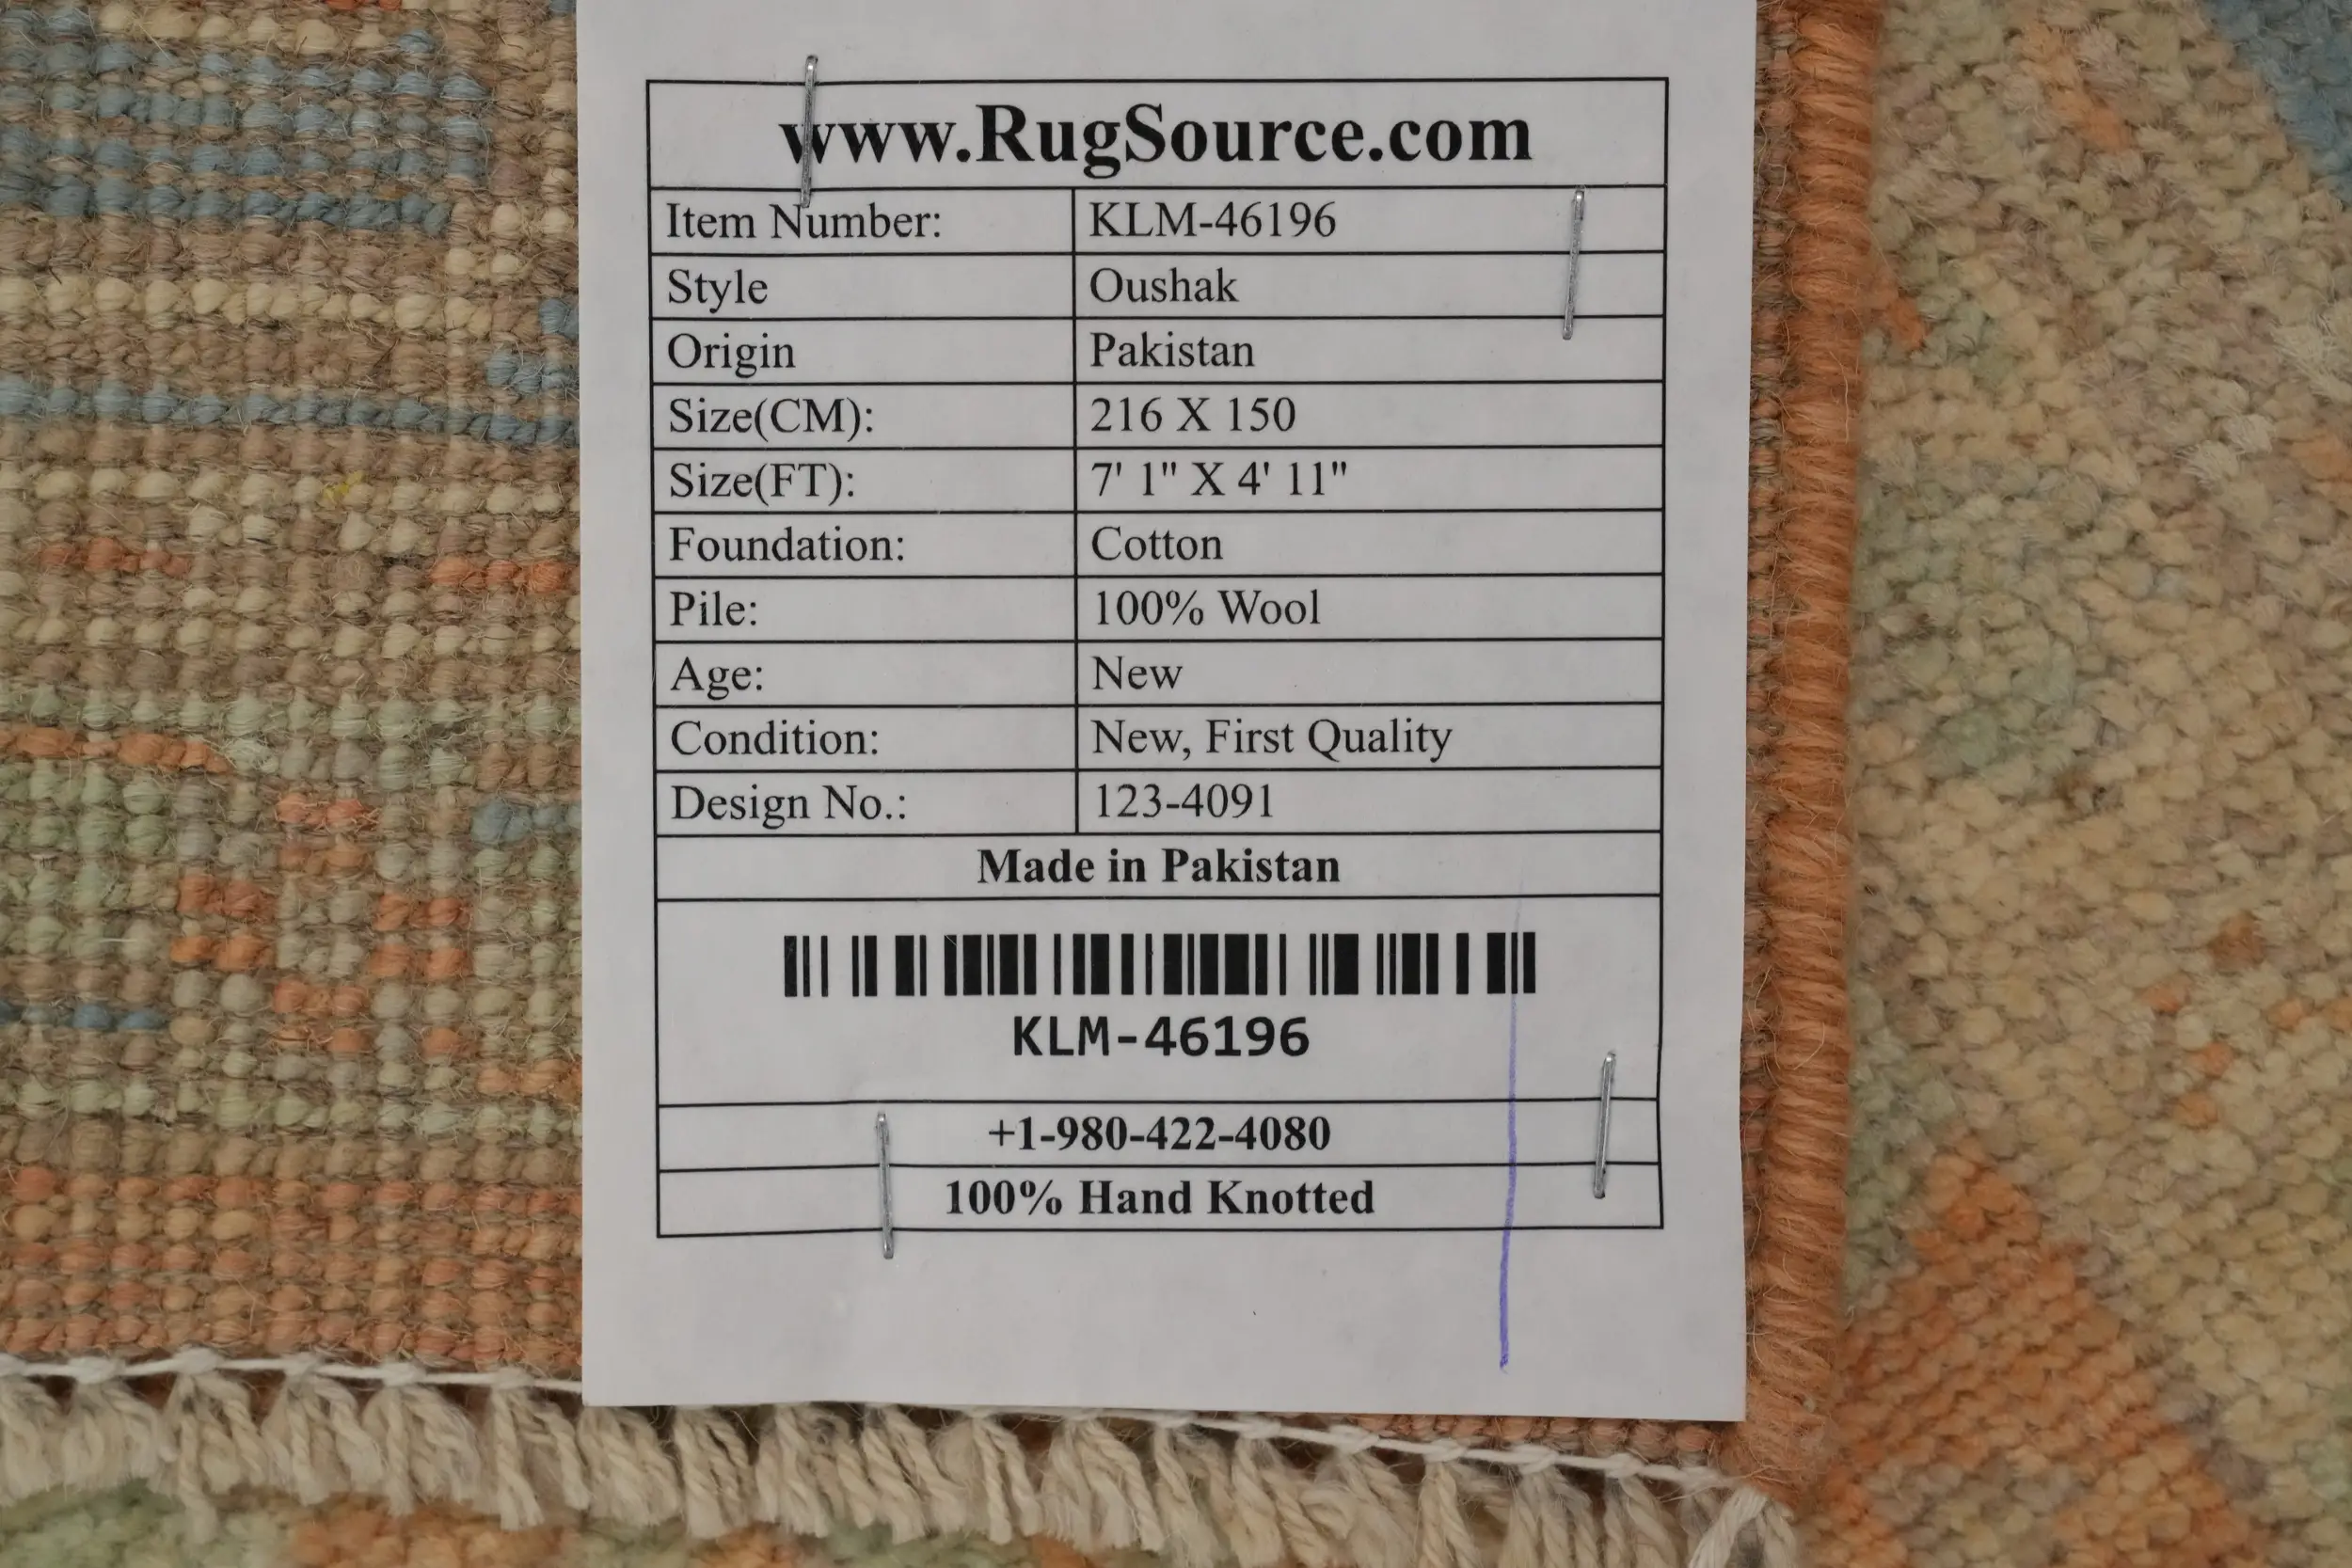 www.RugSource.com
Item Number: KLM-46196
Style Oushak
Origin Pakistan
Size(CM): 216 X 150
Size(FT): 7' 1" X 4' 11"
Foundation: Cotton
Pile: 100% Wool
Age: New
Condition: New, First Quality
Design No.: 123-4091
Made in Pakistan
KLM-46196
+1-980-422-4080
100% Hand Knotted